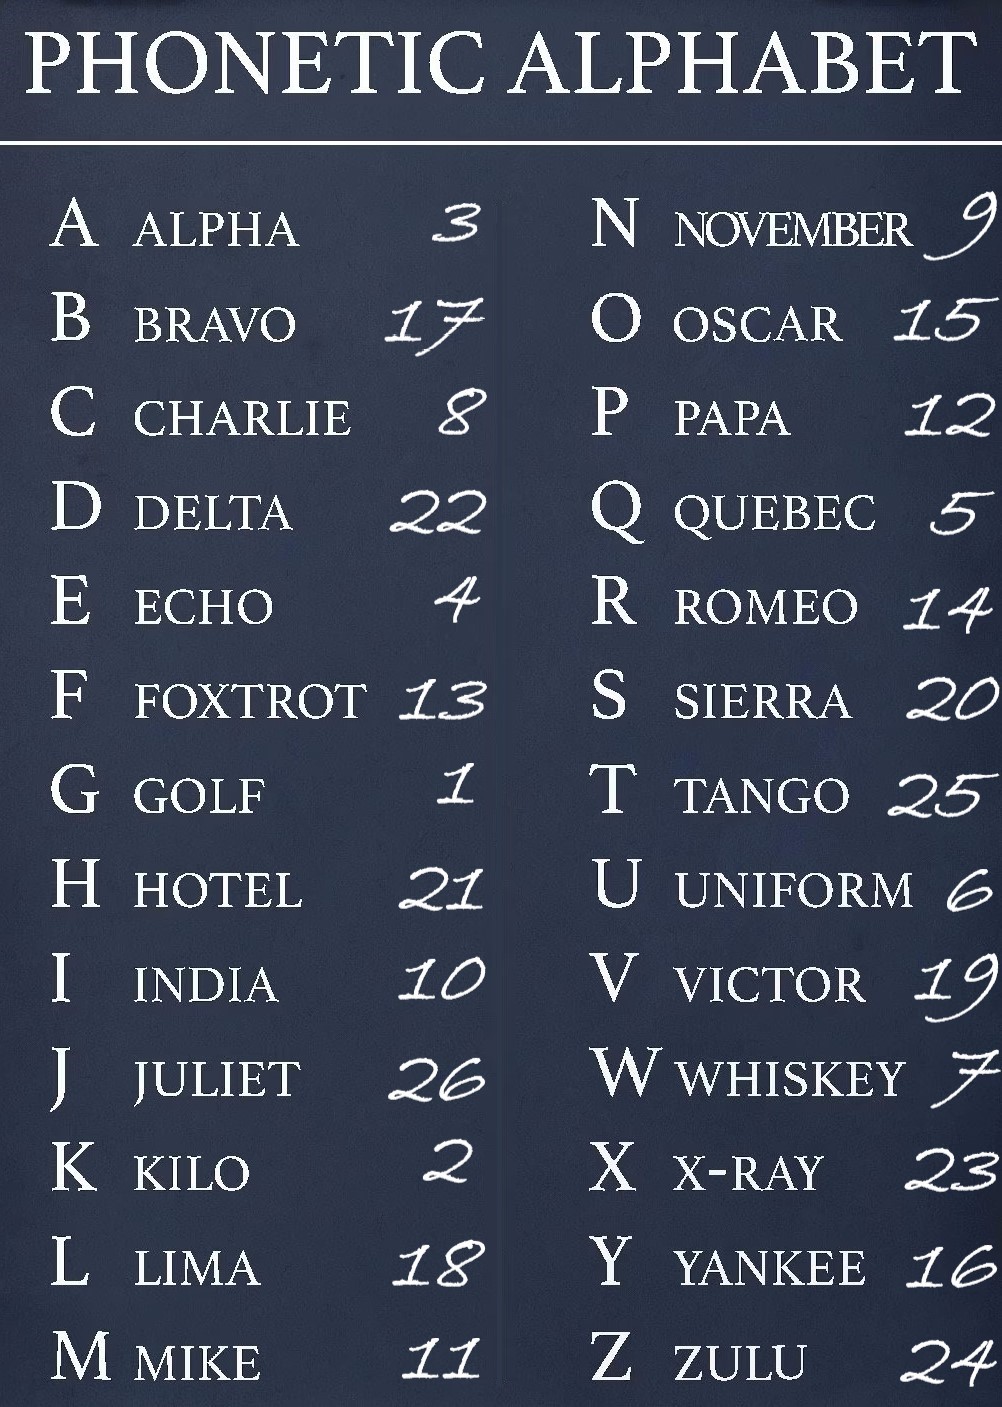 PHONETIC ALPHABET
A ALPHA 3
B BRAVO 17
C CHARLIE 8
D DELTA 22
E ECHO 4
F FOXTROT 13
G GOLF 1
H HOTEL 21
I INDIA 10
J JULIET 26
K KILO 2
L LIMA 18
M MIKE 11
N NOVEMBER 9
O OSCAR 15
P PAPA 12
Q QUEBEC 5
R ROMEO 14
S SIERRA 20
T TANGO 25
U UNIFORM 6
V VICTOR 19
W WHISKEY 7
X X-RAY 23
Y YANKEE 16
Z ZULU 24